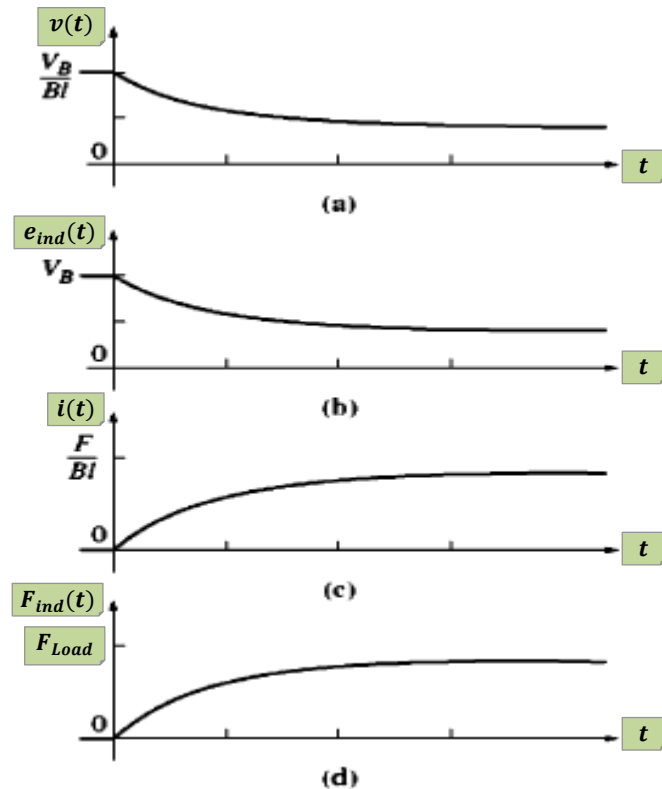 v(t)
V_B
Bl
0
t
(a)
e_ind(t)
V_B
0
t
(b)
i(t)
F
Bl
0
t
(c)
F_ind(t)
F_Load
0
t
(d)